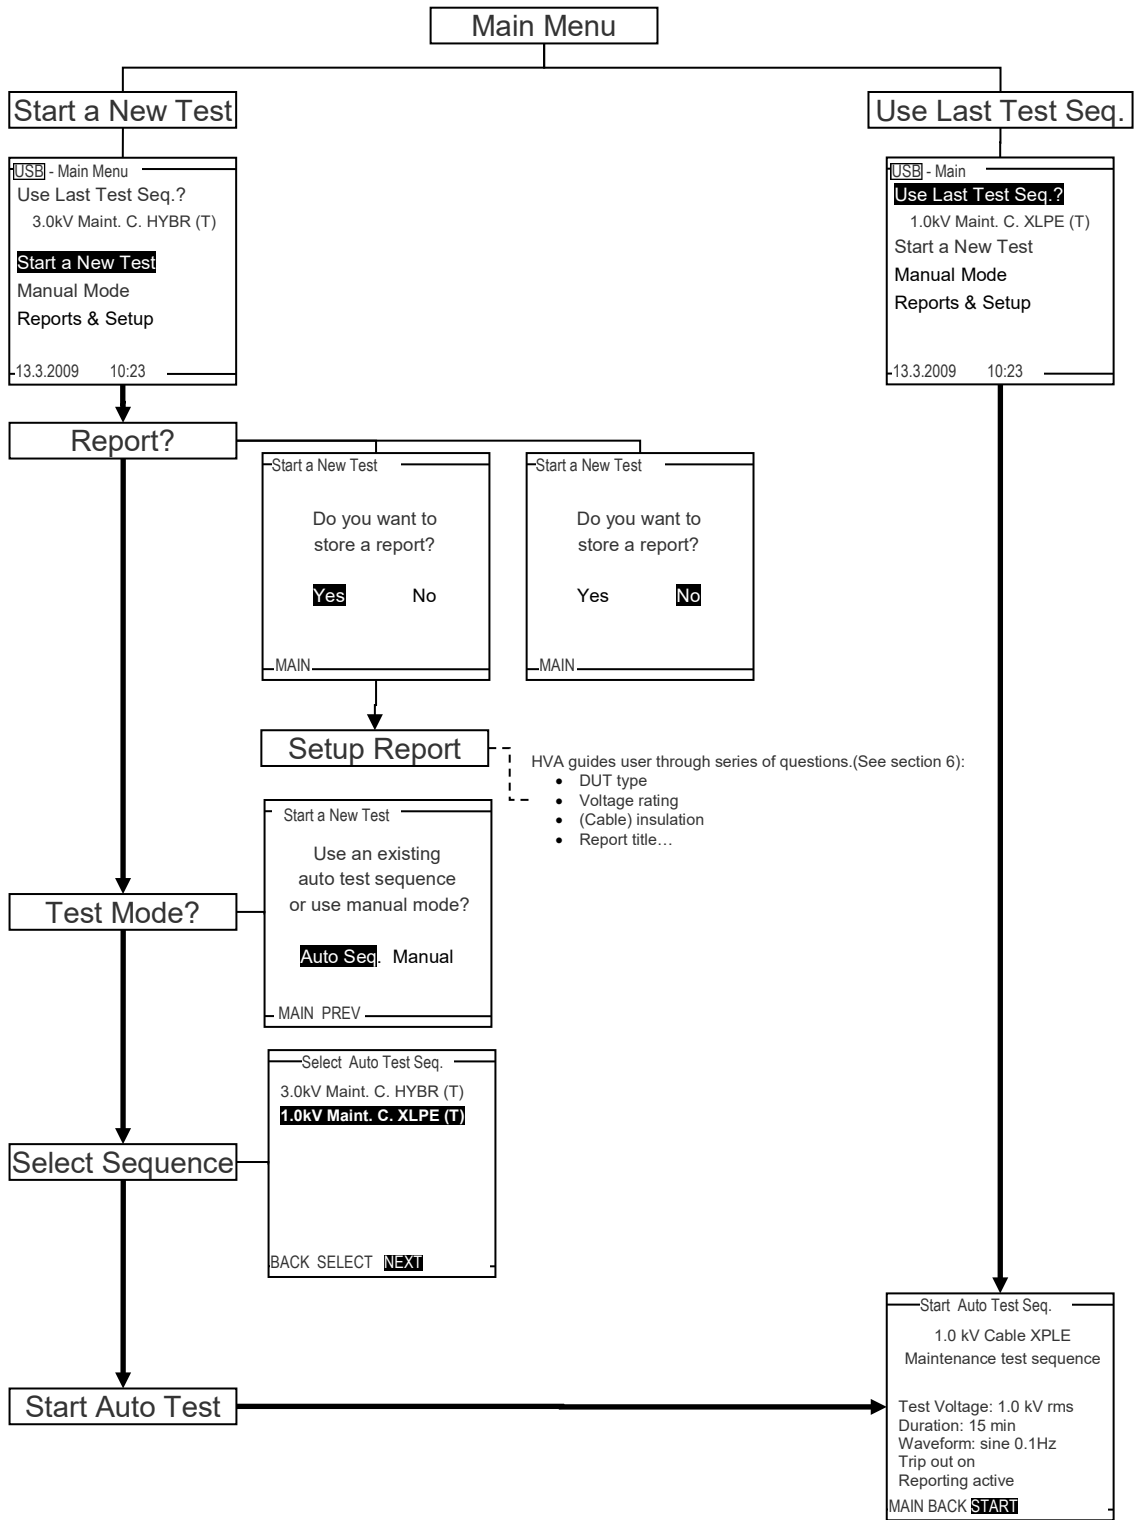 Main Menu
Start a New Test
Use Last Test Seq.
USB - Main Menu
Use Last Test Seq.?
3.0kV Maint. C. HYBR (T)
Start a New Test
Manual Mode
Reports & Setup
13.3.2009 10:23
USB - Main
Use Last Test Seq.?
1.0kV Maint. C. XLPE (T)
Start a New Test
Manual Mode
Reports & Setup
13.3.2009 10:23
Report?
Start a New Test
Do you want to
store a report?
Yes No
MAIN
Start a New Test
Do you want to
store a report?
Yes No
MAIN
Setup Report
HVA guides user through series of questions.(See section 6):
• DUT type
• Voltage rating
• (Cable) insulation
• Report title…
Test Mode?
Start a New Test
Use an existing
auto test sequence
or use manual mode?
Auto Seq. Manual
MAIN PREV
Select Sequence
Select Auto Test Seq.
3.0kV Maint. C. HYBR (T)
1.0kV Maint. C. XLPE (T)
BACK SELECT NEXT
Start Auto Test
Start Auto Test Seq.
1.0 kV Cable XPLE
Maintenance test sequence
Test Voltage: 1.0 kV rms
Duration: 15 min
Waveform: sine 0.1Hz
Trip out on
Reporting active
MAIN BACK START